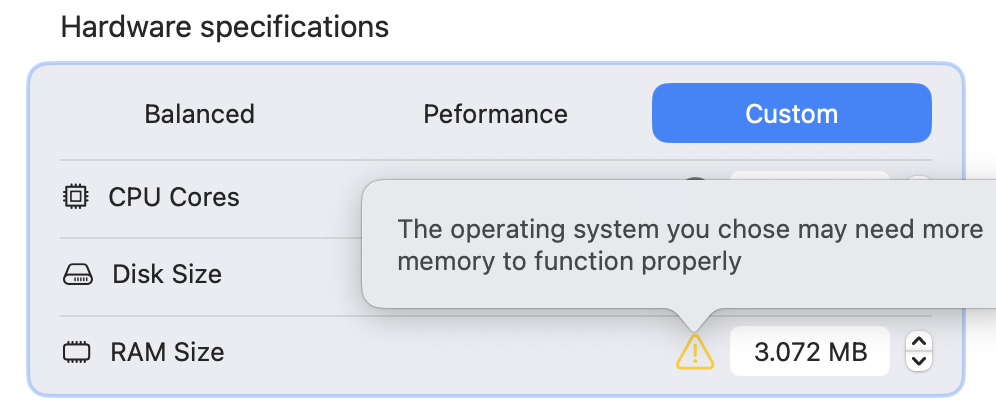 Hardware specifications
Balanced
Peformance
Custom
CPU Cores
The operating system you chose may need more
memory to function properly
Disk Size
RAM Size
3.072 MB